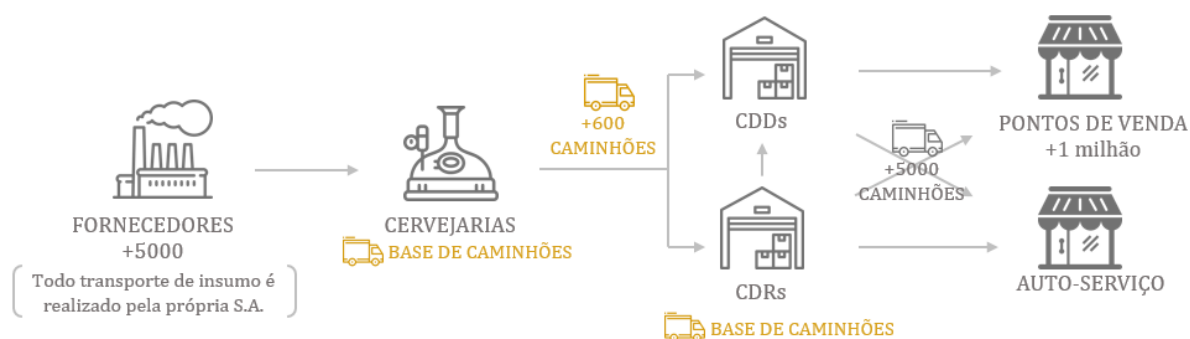 FORNECEDORES
+5000
Todo transporte de insumo é
realizado pela própria S.A.
CERVEJARIAS
BASE DE CAMINHÕES
+600
CAMINHÕES
CDDs
CDRs
BASE DE CAMINHÕES
+5000
CAMINHÕES
PONTOS DE VENDA
+1 milhão
AUTO-SERVIÇO